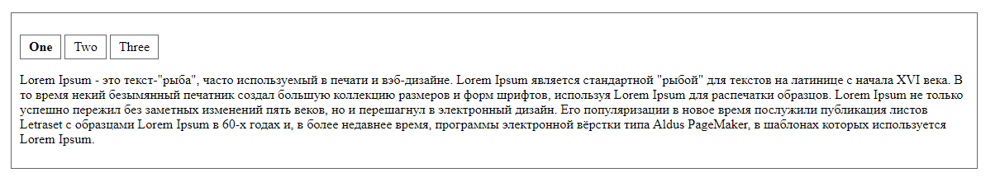 One Two Three
Lorem Ipsum - это текст-"рыба", часто используемый в печати и вэб-дизайне. Lorem Ipsum является стандартной "рыбой" для текстов на латинице с начала XVI века. В
то время некий безымянный печатник создал большую коллекцию размеров и форм шрифтов, используя Lorem Ipsum для распечатки образцов. Lorem Ipsum не только
успешно пережил без заметных изменений пять веков, но и перешагнул в электронный дизайн. Его популяризации в новое время послужили публикация листов
Letraset с образцами Lorem Ipsum в 60-х годах и, в более недавнее время, программы электронной вёрстки типа Aldus PageMaker, в шаблонах которых используется
Lorem Ipsum.